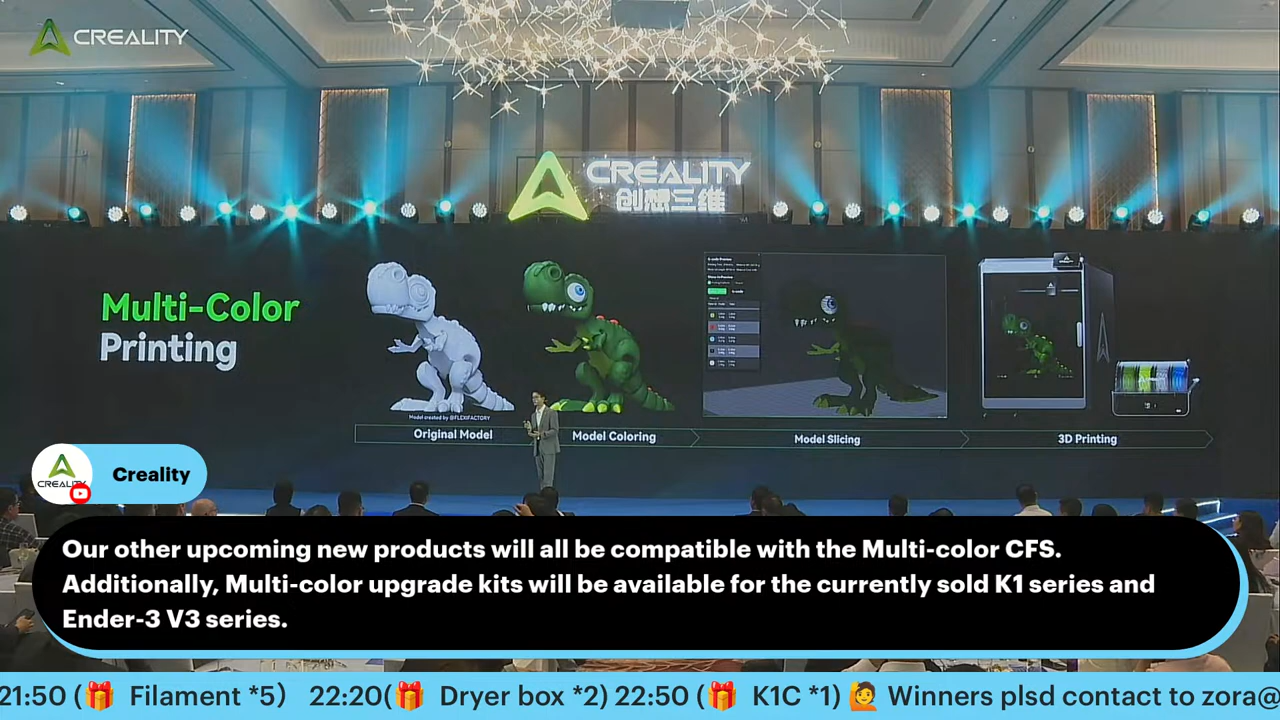 CREALITY
CREALITY
创想三维
Multi-Color
Printing
Model created by @FLEXIFACTORY
Original Model
Model Coloring
Model Slicing
3D Printing
CREALITY
Creality
Our other upcoming new products will all be compatible with the Multi-color CFS.
Additionally, Multi-color upgrade kits will be available for the currently sold K1 series and
Ender-3 V3 series.
21:50 (🎁 Filament *5) 22:20(🎁 Dryer box *2) 22:50 (🎁 K1C *1) 🙋 Winners plsd contact to zora@